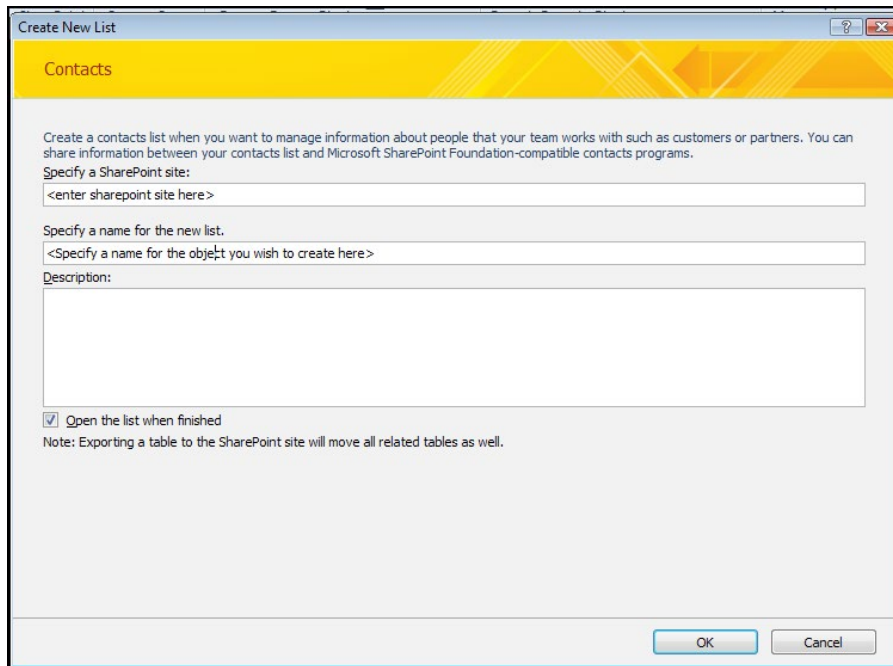 Create New List
Contacts
Create a contacts list when you want to manage information about people that your team works with such as customers or partners. You can
share information between your contacts list and Microsoft SharePoint Foundation-compatible contacts programs.
Specify a SharePoint site:
<enter sharepoint site here>
Specify a name for the new list.
<Specify a name for the object you wish to create here>
Description:
Open the list when finished
Note: Exporting a table to the SharePoint site will move all related tables as well.
OK Cancel